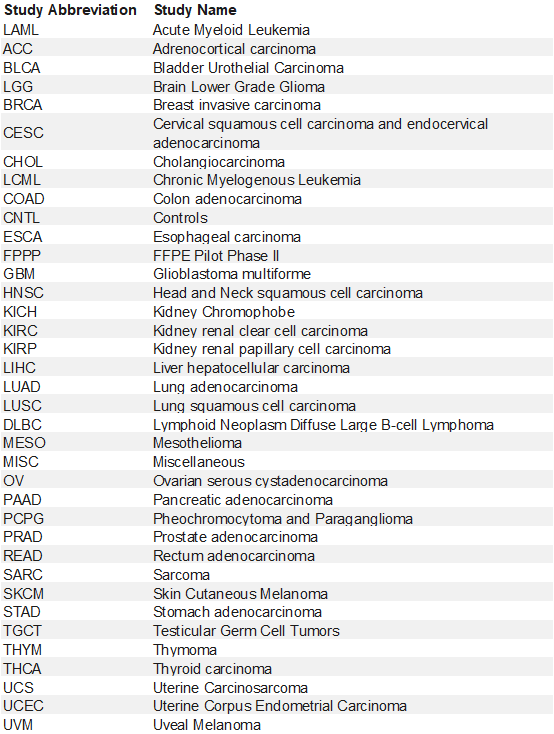 Study Abbreviation Study Name
LAML Acute Myeloid Leukemia
ACC Adrenocortical carcinoma
BLCA Bladder Urothelial Carcinoma
LGG Brain Lower Grade Glioma
BRCA Breast invasive carcinoma
CESC Cervical squamous cell carcinoma and endocervical
adenocarcinoma
CHOL Cholangiocarcinoma
LCML Chronic Myelogenous Leukemia
COAD Colon adenocarcinoma
CNTL Controls
ESCA Esophageal carcinoma
FPPP FFPE Pilot Phase II
GBM Glioblastoma multiforme
HNSC Head and Neck squamous cell carcinoma
KICH Kidney Chromophobe
KIRC Kidney renal clear cell carcinoma
KIRP Kidney renal papillary cell carcinoma
LIHC Liver hepatocellular carcinoma
LUAD Lung adenocarcinoma
LUSC Lung squamous cell carcinoma
DLBC Lymphoid Neoplasm Diffuse Large B-cell Lymphoma
MESO Mesothelioma
MISC Miscellaneous
OV Ovarian serous cystadenocarcinoma
PAAD Pancreatic adenocarcinoma
PCPG Pheochromocytoma and Paraganglioma
PRAD Prostate adenocarcinoma
READ Rectum adenocarcinoma
SARC Sarcoma
SKCM Skin Cutaneous Melanoma
STAD Stomach adenocarcinoma
TGCT Testicular Germ Cell Tumors
THYM Thymoma
THCA Thyroid carcinoma
UCS Uterine Carcinosarcoma
UCEC Uterine Corpus Endometrial Carcinoma
UVM Uveal Melanoma